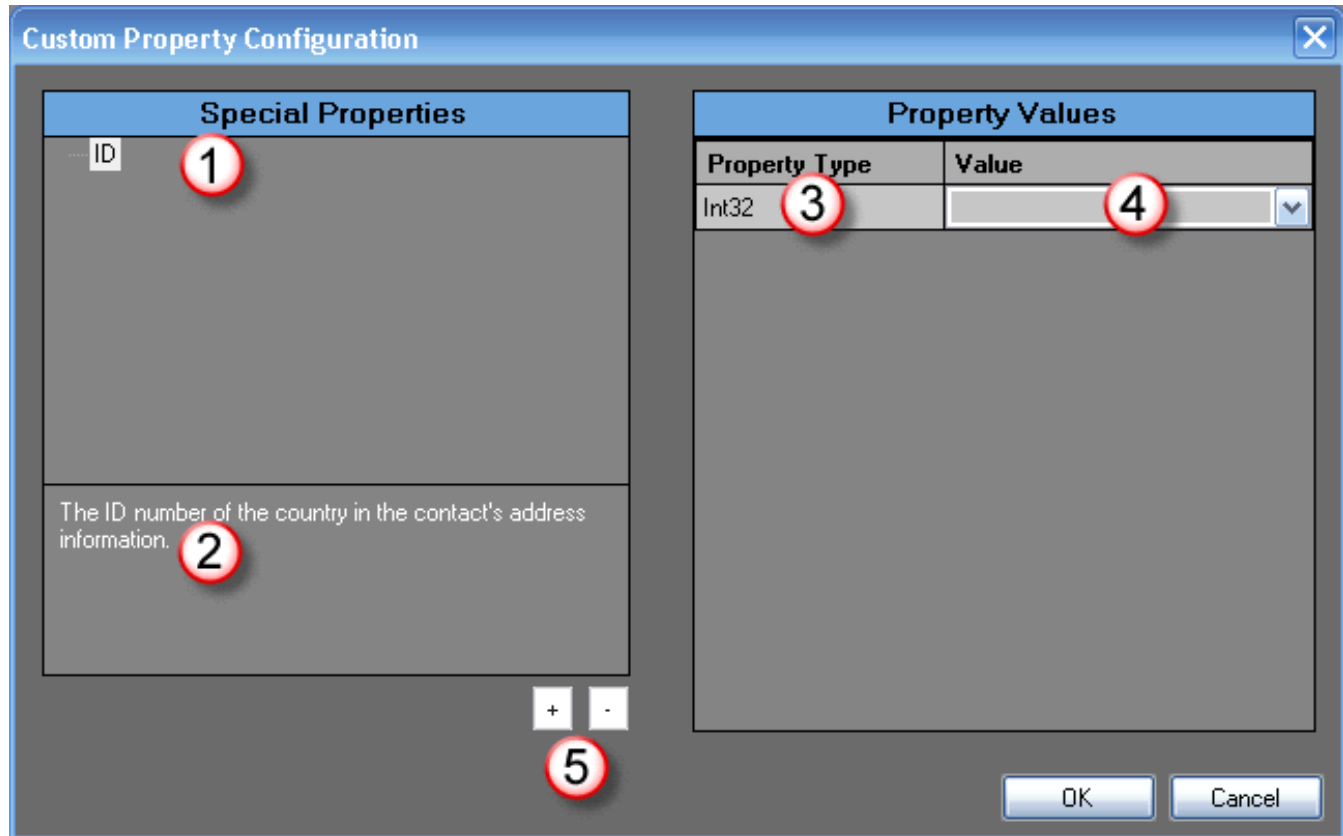 Custom Property Configuration
Special Properties
ID
1
The ID number of the country in the contact's address
information.
2
+ -
5
Property Values
Property Type Value
Int32 3 4
OK Cancel